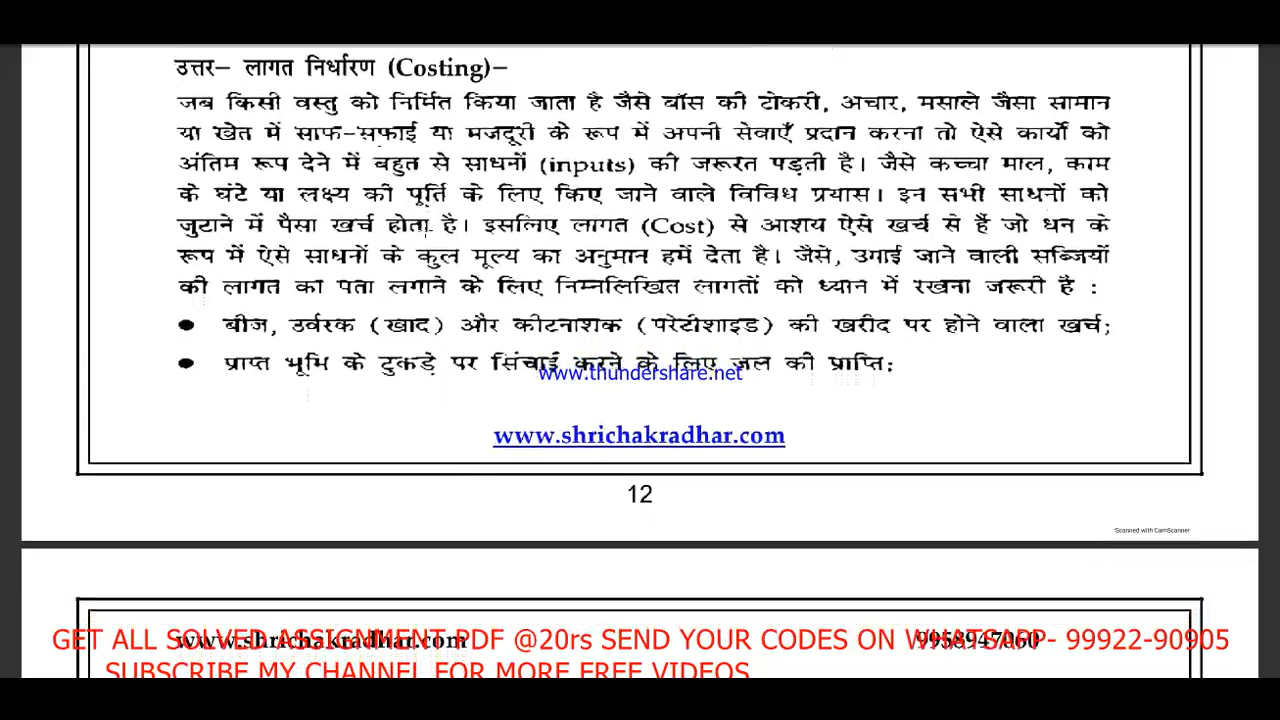 उत्तर– लागत निर्धारण (Costing)–
जब किसी वस्तु को निर्मित किया जाता है जैसे बाँस की टोकरी, अचार, मसाले जैसा सामान
या खेत में साफ-सफाई या मजदूरी के रूप में अपनी सेवाएँ प्रदान करना तो ऐसे कार्यों को
अंतिम रूप देने में बहुत से साधनों (inputs) की जरूरत पड़ती है। जैसे कच्चा माल, काम
के घंटे या लक्ष्य की पूर्ति के लिए किए जाने वाले विविध प्रयास। इन सभी साधनों को
जुटाने में पैसा खर्च होता है। इसलिए लागत (Cost) से आशय ऐसे खर्च से हैं जो धन के
रूप में ऐसे साधनों के कुल मूल्य का अनुमान हमें देता है। जैसे, उगाई जाने वाली सब्जियों
की लागत का पता लगाने के लिए निम्नलिखित लागतों को ध्यान में रखना जरूरी है :
● बीज, उर्वरक (खाद) और कीटनाशक (परेटीशाइड) की खरीद पर होने वाला खर्च;
● प्राप्त भूमि के टुकड़े पर सिंचाई करने के लिए जल की प्राप्ति;
www.thundershare.net
www.shrichakradhar.com
12
Scanned with CamScanner
www.shrichakradhar.com 9958947060
GET ALL SOLVED ASSIGNMENT PDF @20rs SEND YOUR CODES ON WHATSAPP- 99922-90905
SUBSCRIBE MY CHANNEL FOR MORE FREE VIDEOS